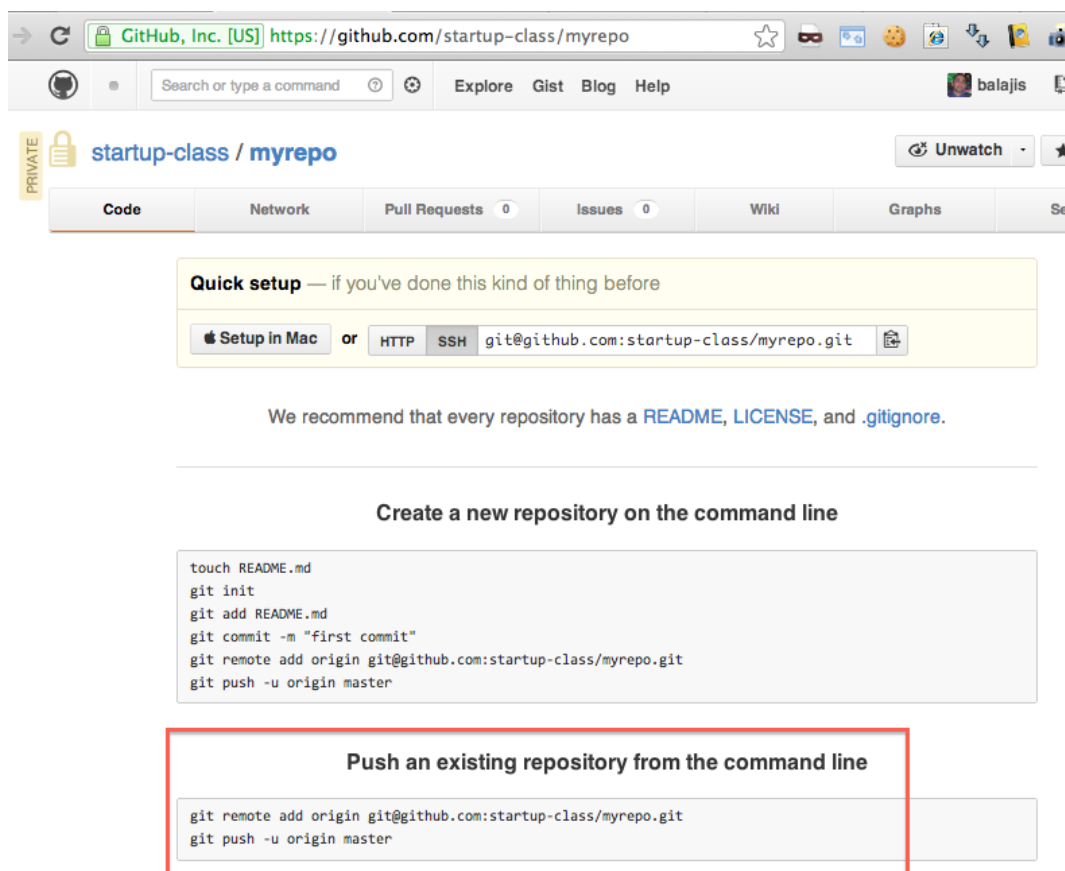 GitHub, Inc. [US] https://github.com/startup-class/myrepo
Search or type a command Explore Gist Blog Help balajis
PRIVATE
startup-class / myrepo Unwatch
Code Network Pull Requests 0 Issues 0 Wiki Graphs Se
Quick setup — if you've done this kind of thing before
Setup in Mac or HTTP SSH git@github.com:startup-class/myrepo.git
We recommend that every repository has a README, LICENSE, and .gitignore.
Create a new repository on the command line
touch README.md
git init
git add README.md
git commit -m "first commit"
git remote add origin git@github.com:startup-class/myrepo.git
git push -u origin master
Push an existing repository from the command line
git remote add origin git@github.com:startup-class/myrepo.git
git push -u origin master